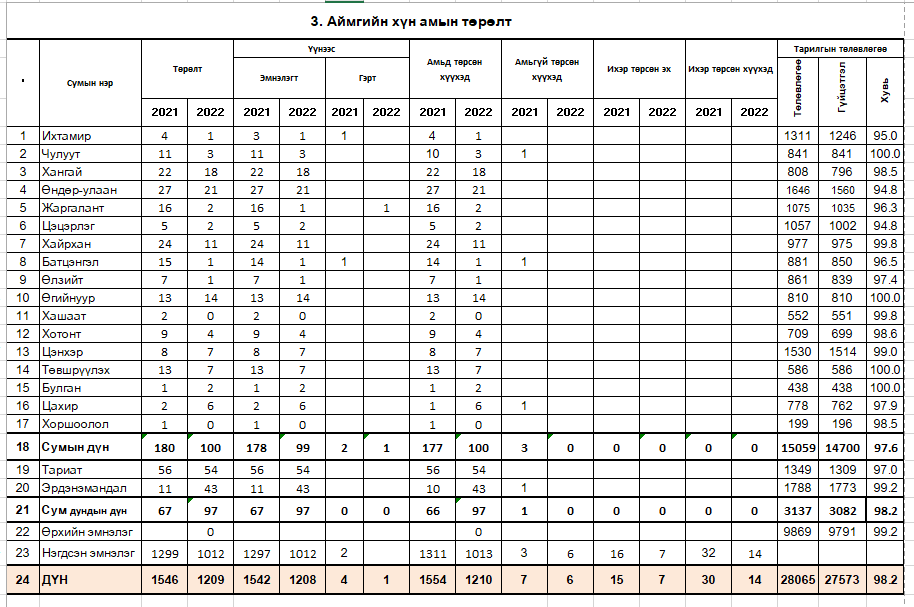 3. Аймгийн хүн амын төрөлт
Сумын нэр Төрөлт Үүнээс Амьд төрсөн хүүхэд Амьгүй төрсөн хүүхэд Ихэр төрсөн эх Ихэр төрсөн хүүхэд Тарилгын төлөвлөгөө
Эмнэлэгт Гэрт Төлөвлөгөө Гүйцэтгэл Хувь
2021 2022 2021 2022 2021 2022 2021 2022 2021 2022 2021 2022 2021 2022
1 Ихтамир 4 1 3 1 1 4 1 1311 1246 95.0
2 Чулуут 11 3 11 3 10 3 1 841 841 100.0
3 Хангай 22 18 22 18 22 18 808 796 98.5
4 Өндөр-улаан 27 21 27 21 27 21 1646 1560 94.8
5 Жаргалант 16 2 16 1 1 16 2 1075 1035 96.3
6 Цэцэрлэг 5 2 5 2 5 2 1057 1002 94.8
7 Хайрхан 24 11 24 11 24 11 977 975 99.8
8 Батцэнгэл 15 1 14 1 1 14 1 1 881 850 96.5
9 Өлзийт 7 1 7 1 7 1 861 839 97.4
10 Өгийнуур 13 14 13 14 13 14 810 810 100.0
11 Хашаат 2 0 2 0 2 0 552 551 99.8
12 Хотонт 9 4 9 4 9 4 709 699 98.6
13 Цэнхэр 8 7 8 7 8 7 1530 1514 99.0
14 Төвшрүүлэх 13 7 13 7 13 7 586 586 100.0
15 Булган 1 2 1 2 1 2 438 438 100.0
16 Цахир 2 6 2 6 1 6 1 778 762 97.9
17 Хоршоолол 1 0 1 0 1 0 199 196 98.5
18 Сумын дүн 180 100 178 99 2 1 177 100 3 0 0 0 0 0 15059 14700 97.6
19 Тариат 56 54 56 54 56 54 1349 1309 97.0
20 Эрдэнэмандал 11 43 11 43 10 43 1 1788 1773 99.2
21 Сум дундын дүн 67 97 67 97 0 0 66 97 1 0 0 0 0 0 3137 3082 98.2
22 Өрхийн эмнэлэг 0 0 9869 9791 99.2
23 Нэгдсэн эмнэлэг 1299 1012 1297 1012 2 1311 1013 3 6 16 7 32 14
24 ДҮН 1546 1209 1542 1208 4 1 1554 1210 7 6 15 7 30 14 28065 27573 98.2